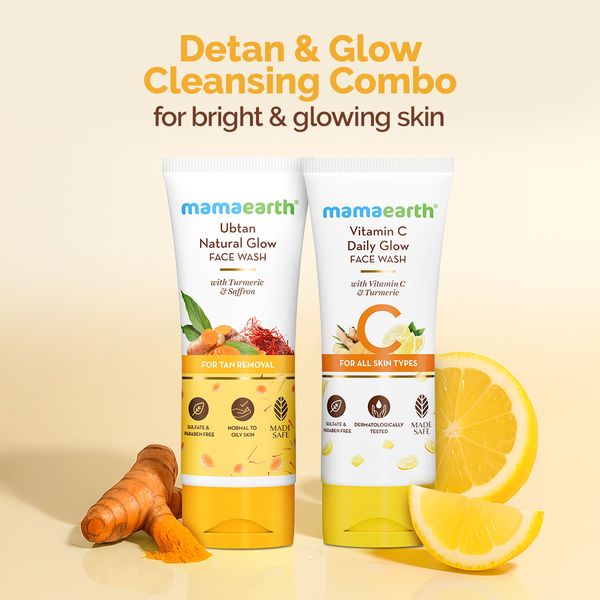 Detan & Glow
Cleansing Combo
for bright & glowing skin
mamaearth®
Ubtan
Natural Glow
FACE WASH
with Turmeric
& Saffron
FOR TAN REMOVAL
SULFATE &
PARABEN FREE
NORMAL TO
OILY SKIN
MADE
SAFE
mamaearth®
Vitamin C
Daily Glow
FACE WASH
with Vitamin C
& Turmeric
C
FOR ALL SKIN TYPES
SULFATE &
PARABEN FREE
DERMATOLOGICALLY
TESTED
MADE
SAFE